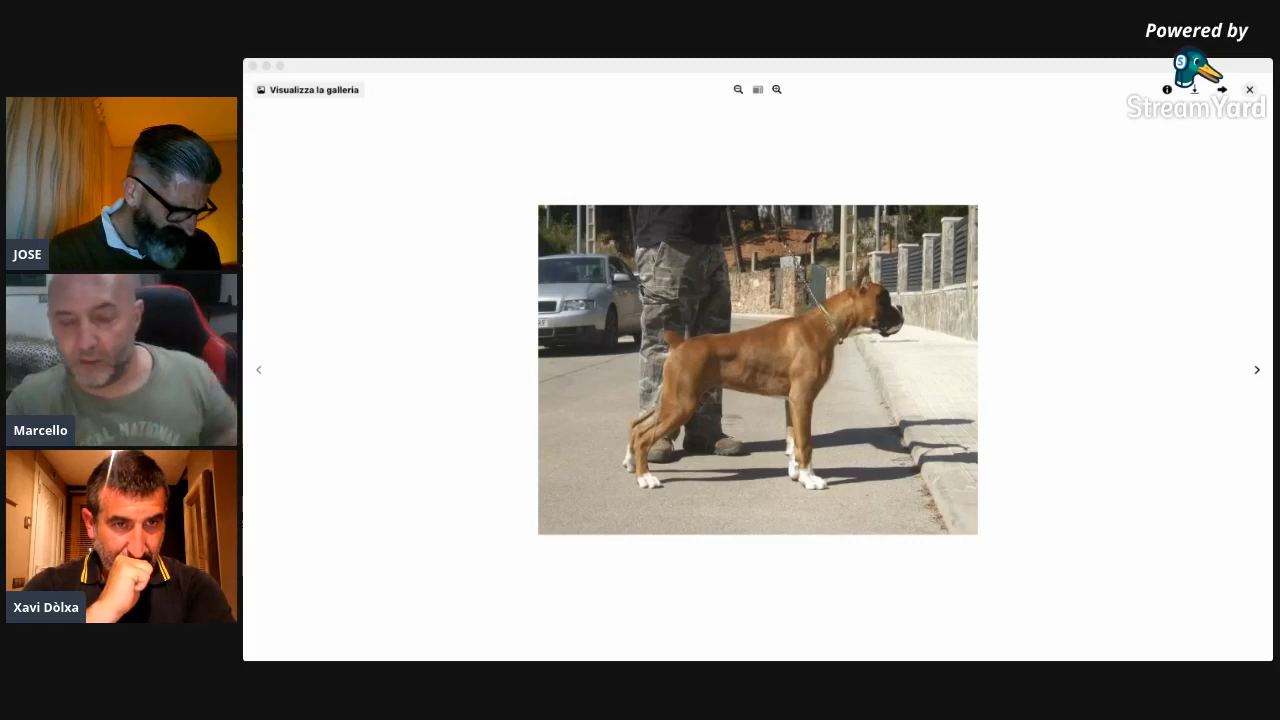 Powered by
StreamYard
Visualizza la galleria
JOSE
Marcello
Xavi Dòlxa